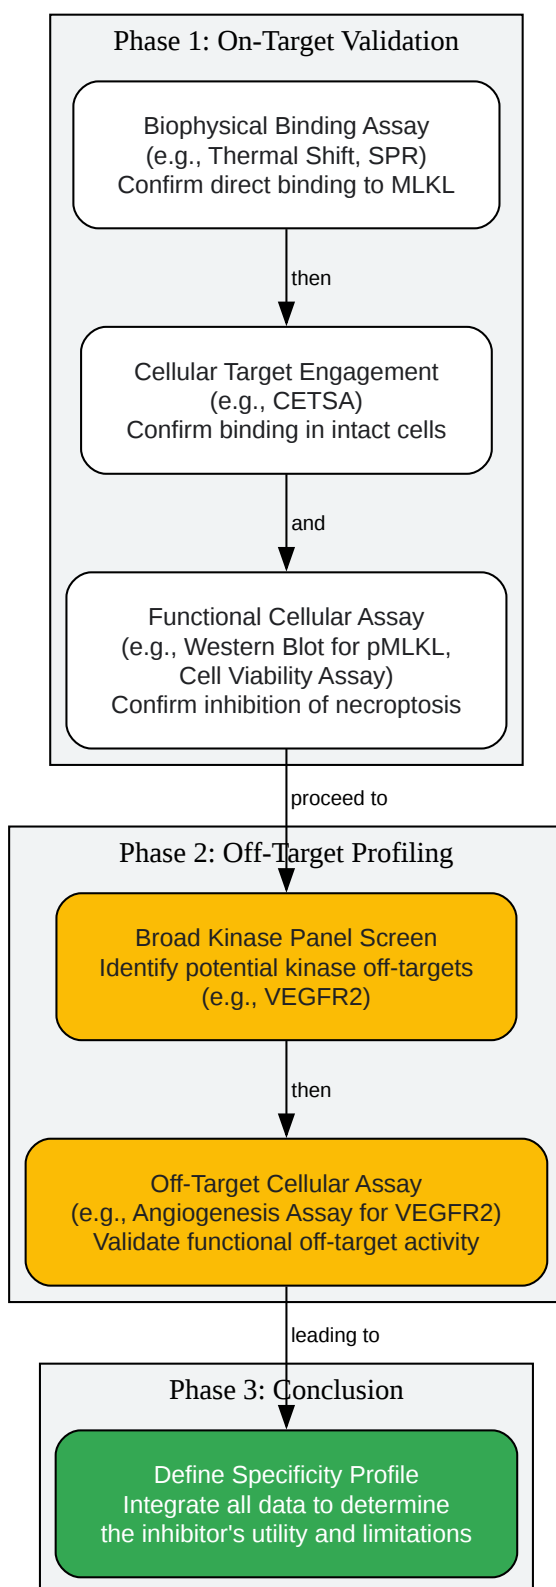 Phase 1: On-Target Validation
Biophysical Binding Assay
(e.g., Thermal Shift, SPR)
Confirm direct binding to MLKL
then
Cellular Target Engagement
(e.g., CETSA)
Confirm binding in intact cells
and
Functional Cellular Assay
(e.g., Western Blot for pMLKL,
Cell Viability Assay)
Confirm inhibition of necroptosis
proceed to
Phase 2: Off-Target Profiling
Broad Kinase Panel Screen
Identify potential kinase off-targets
(e.g., VEGFR2)
then
Off-Target Cellular Assay
(e.g., Angiogenesis Assay for VEGFR2)
Validate functional off-target activity
leading to
Phase 3: Conclusion
Define Specificity Profile
Integrate all data to determine
the inhibitor's utility and limitations